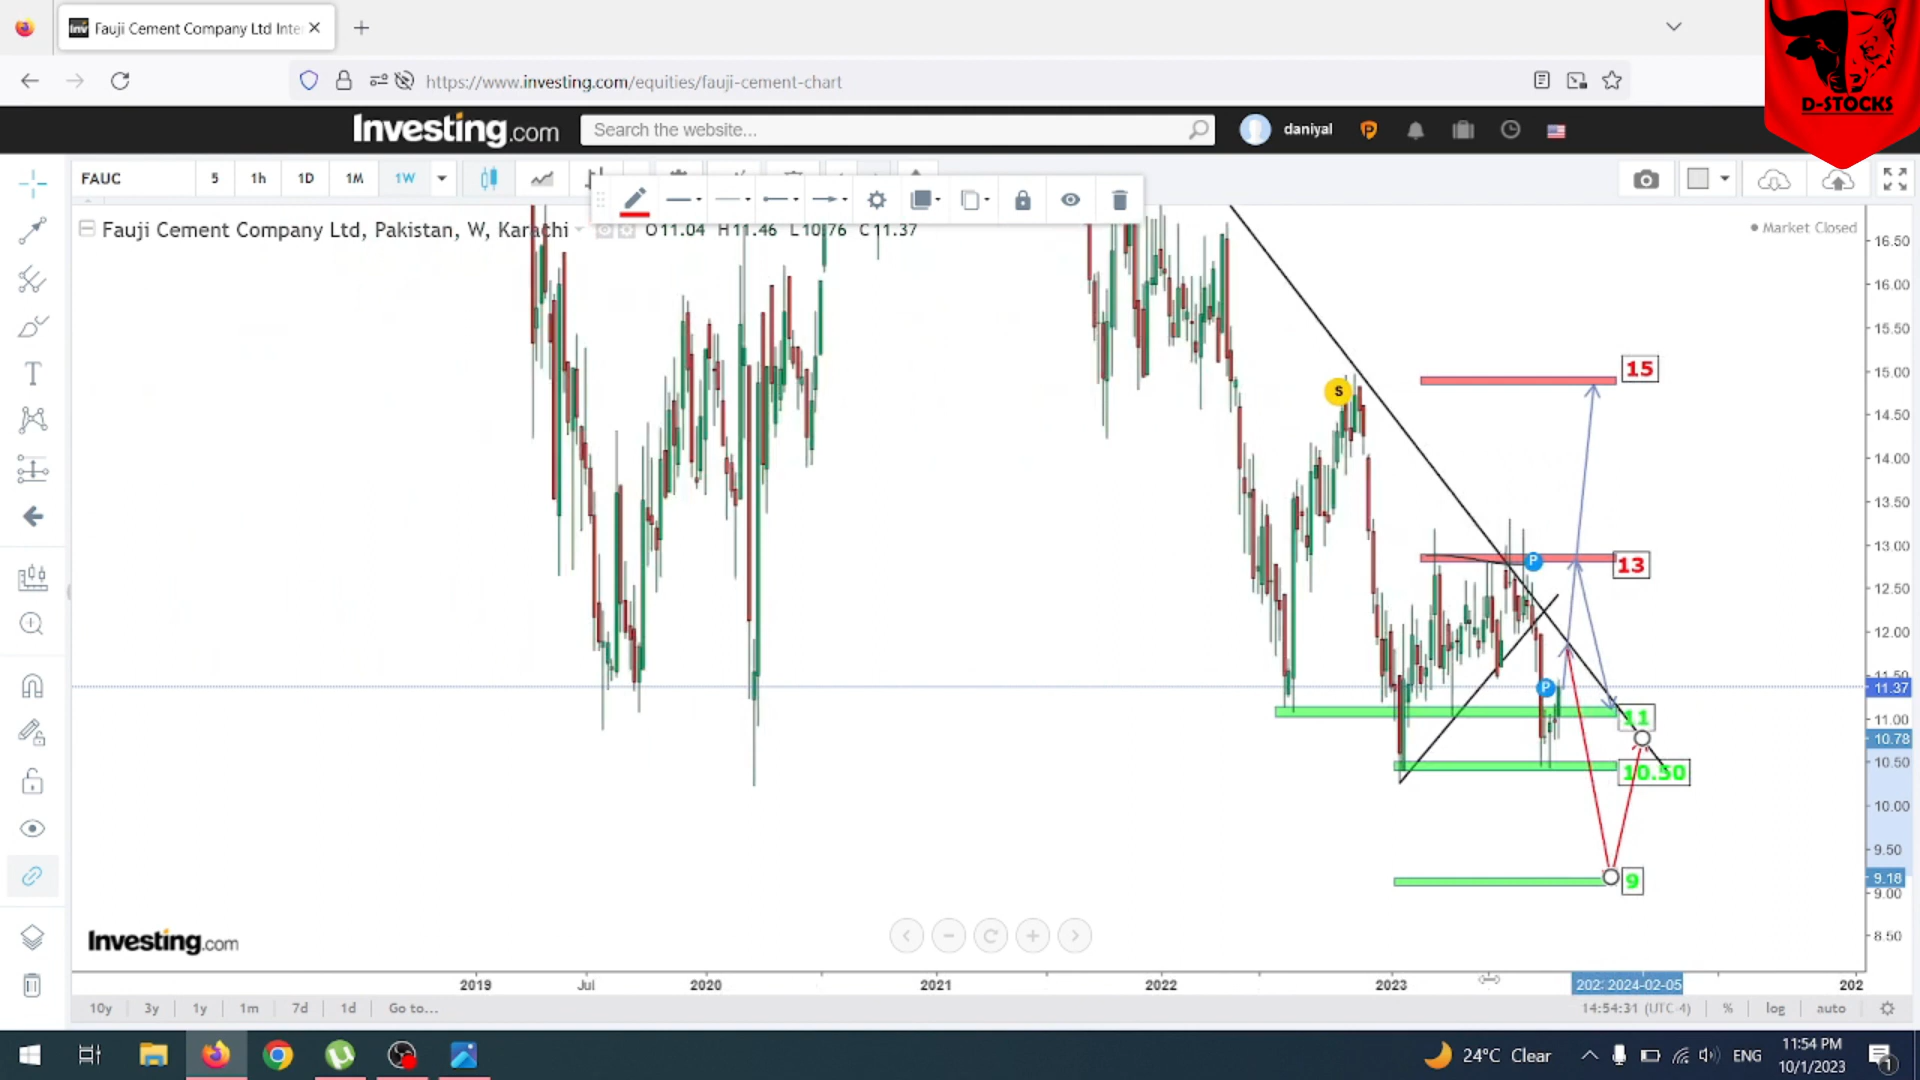 Fauji Cement Company Ltd Inte
https://www.investing.com/equities/fauji-cement-chart
D-STOCKS
Investing.com
Search the website...
daniyal
FAUC
5
1h
1D
1M
1W
Fauji Cement Company Ltd, Pakistan, W, Karachi
O11.04 H11.46 L10.76 C11.37
Market Closed
16.50
16.00
15.50
15.00
14.50
14.00
13.50
13.00
12.50
12.00
11.50
11.37
11.00
10.78
10.50
10.00
9.50
9.18
9.00
8.50
S
15
P
13
P
11
10.50
9
Investing.com
2019
Jul
2020
2021
2022
2023
202:
2024-02-05
202
10y
3y
1y
1m
7d
1d
Go to...
14:54:31 (UTC-4)
%
log
auto
24°C Clear
ENG
11:54 PM
10/1/2023
1